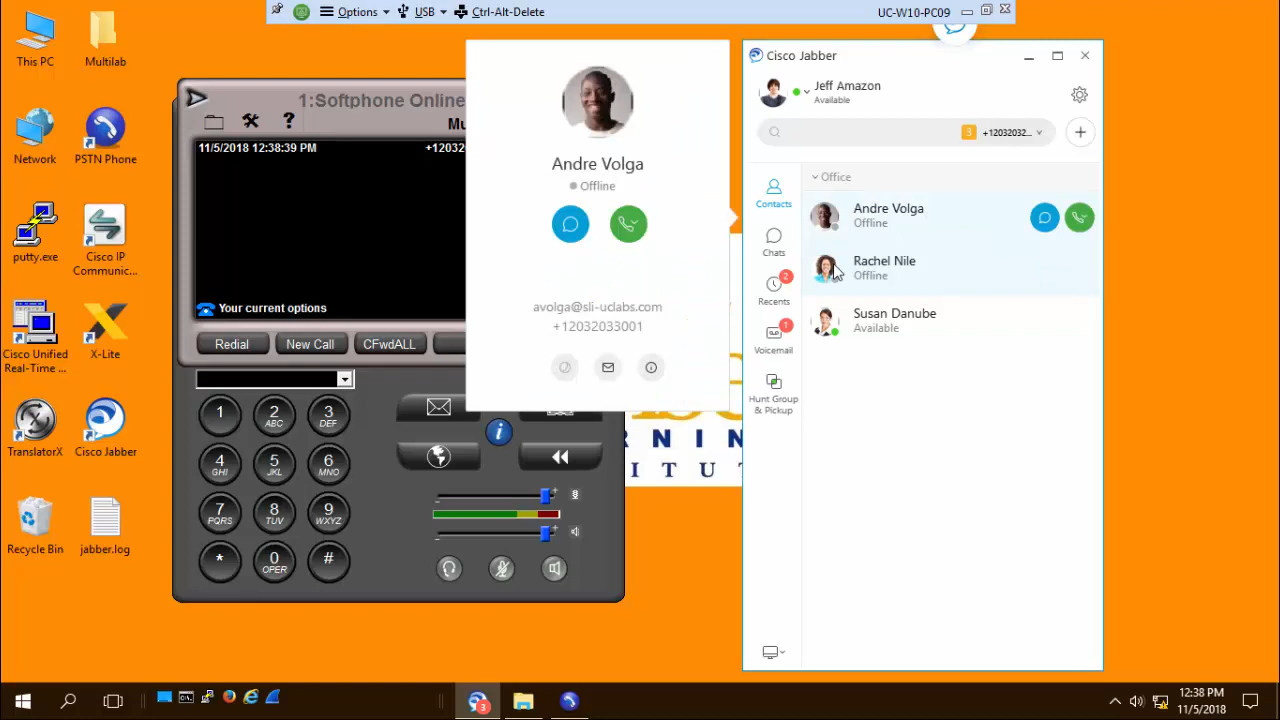 Options
USB
Ctrl-Alt-Delete
UC-W10-PC09
This PC
Multilab
Network
PSTN Phone
putty.exe
Cisco IP
Communic...
Cisco Unified
Real-Time ...
X-Lite
TranslatorX
Cisco Jabber
Recycle Bin
jabber.log
1:Softphone Online
?
Mu
11/5/2018 12:38:39 PM
+12032
Your current options
Redial
New Call
CFwdALL
1
2
ABC
3
DEF
4
GHI
5
JKL
6
MNO
7
PQRS
8
TUV
9
WXYZ
*
0
OPER
#
i
Andre Volga
Offline
avolga@sli-uclabs.com
+12032033001
R N I N
I T U T
Cisco Jabber
Jeff Amazon
Available
3
+12032032...
Contacts
Chats
2
Recents
1
Voicemail
Hunt Group
& Pickup
Office
Andre Volga
Offline
Rachel Nile
Offline
Susan Danube
Available
3
12:38 PM
11/5/2018